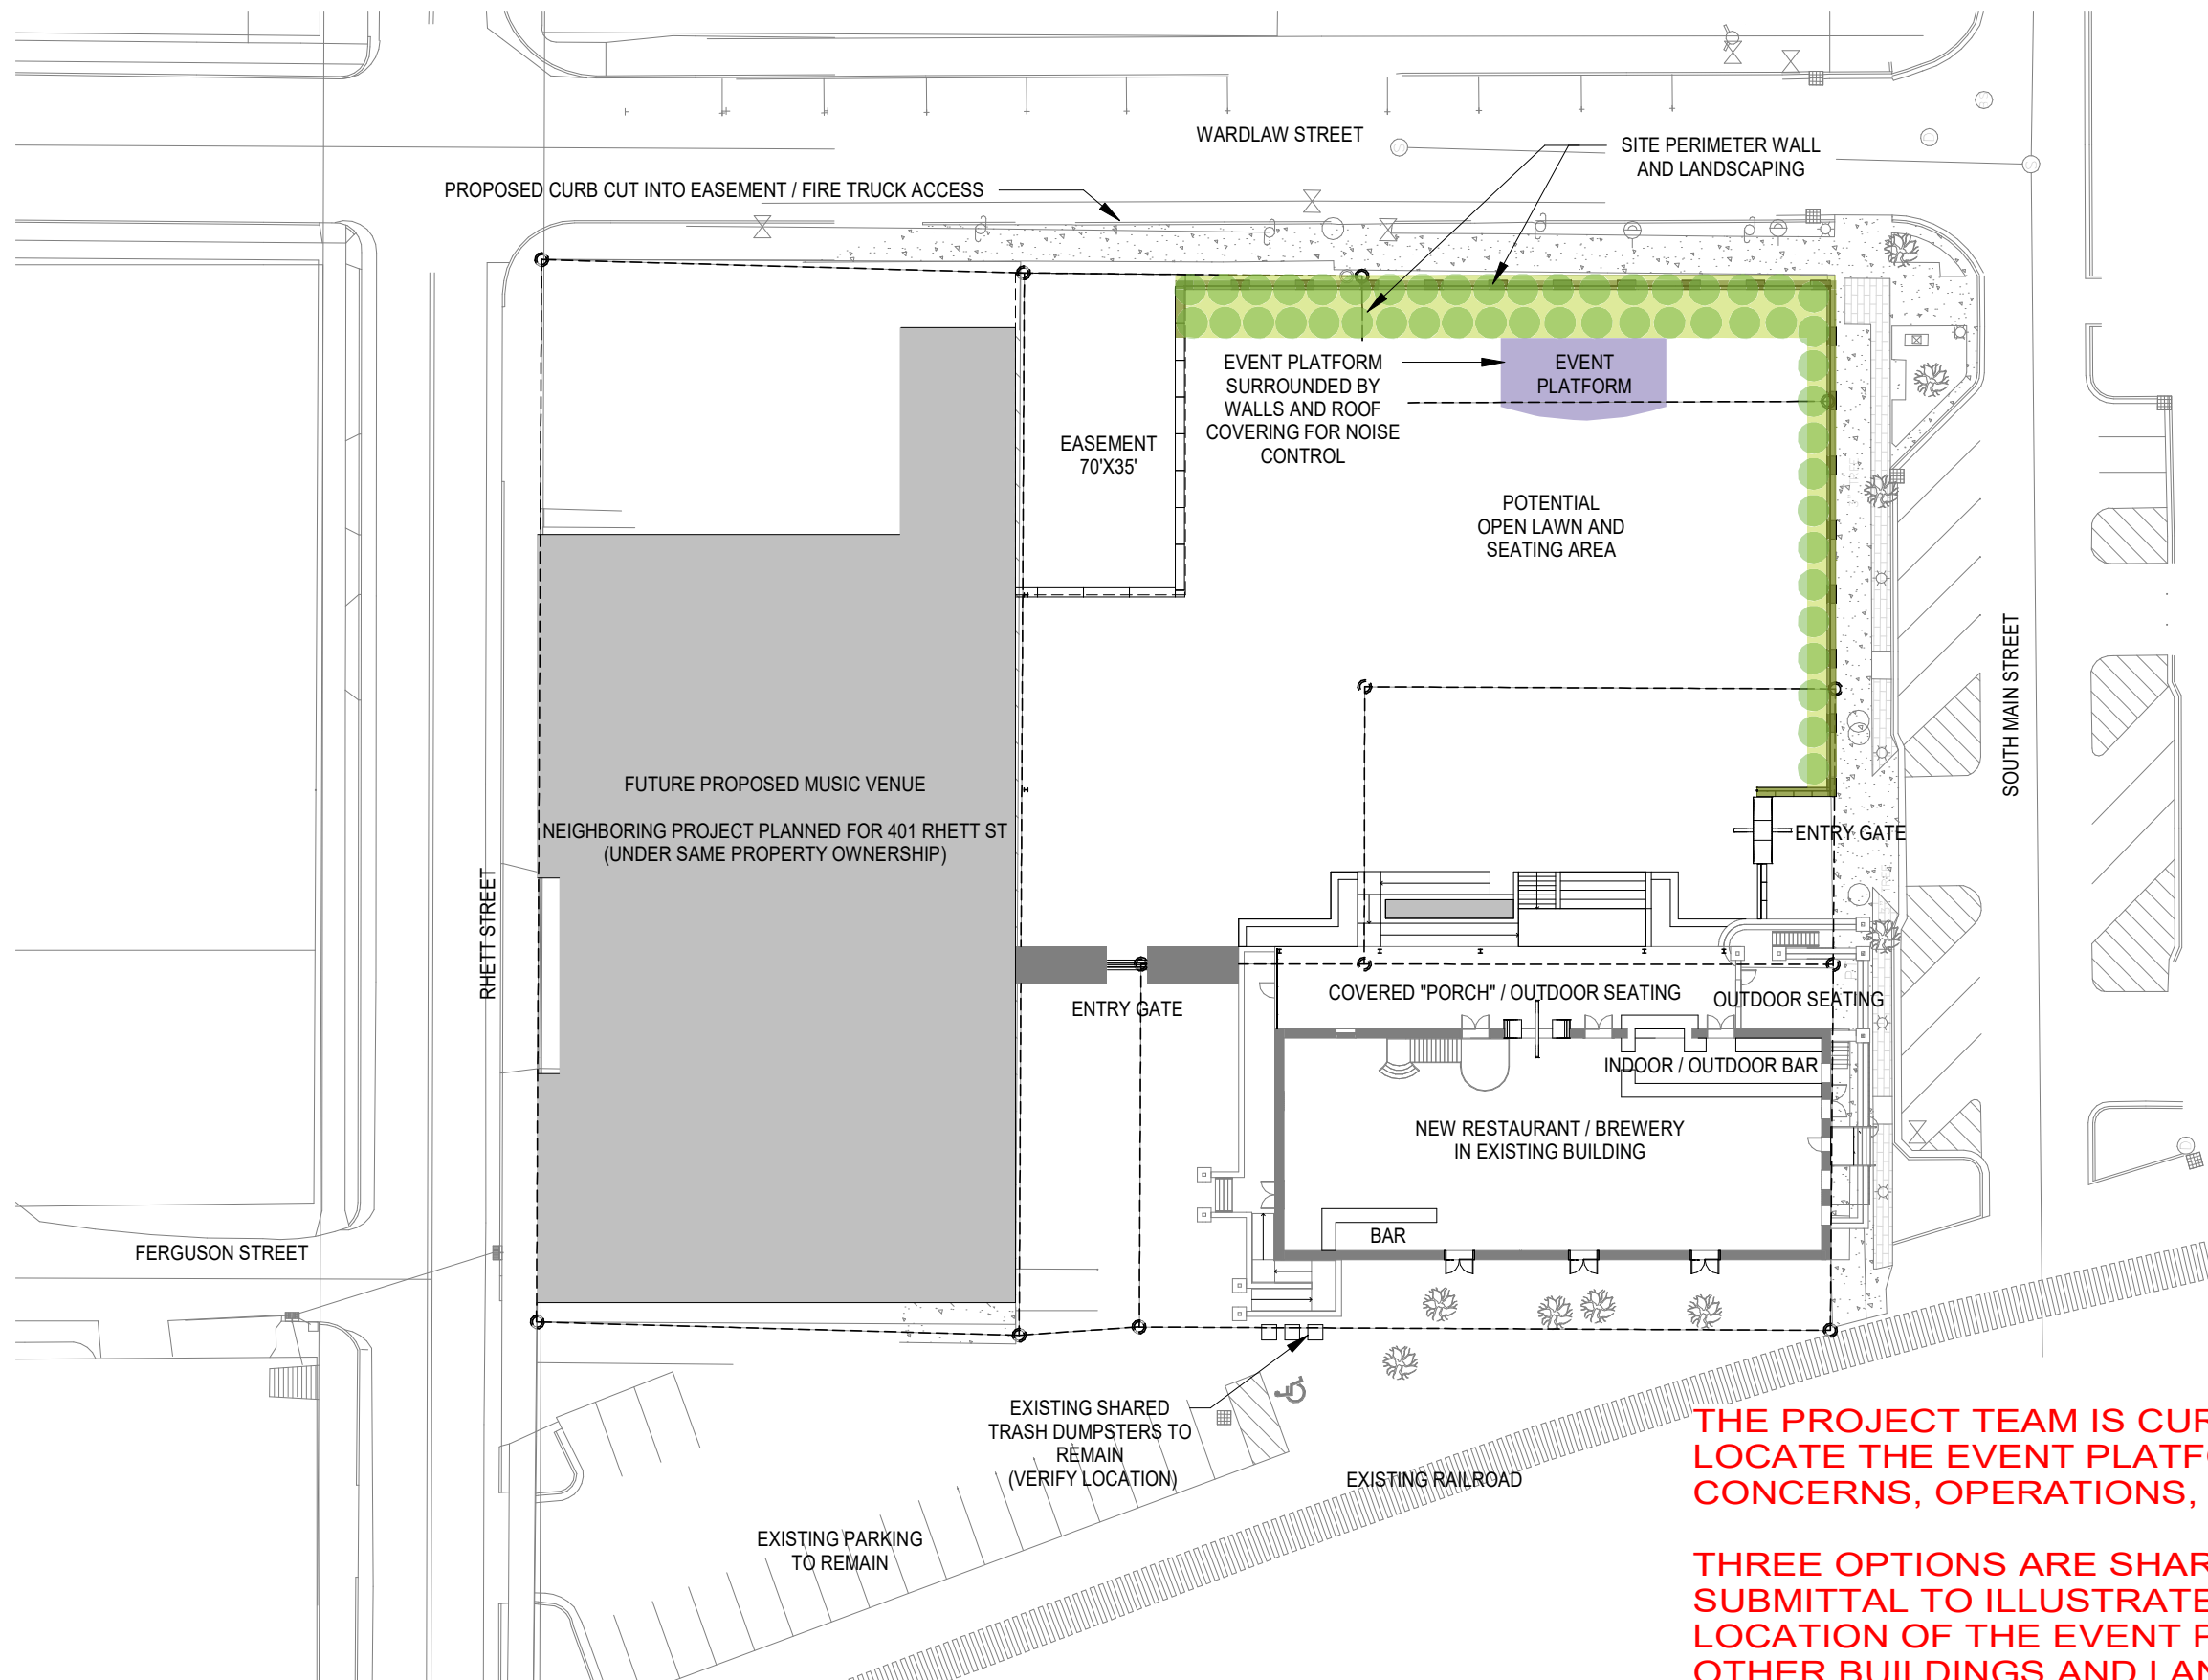 WARDLAW STREET
SITE PERIMETER WALL
AND LANDSCAPING
PROPOSED CURB CUT INTO EASEMENT / FIRE TRUCK ACCESS
EVENT PLATFORM
SURROUNDED BY
WALLS AND ROOF
COVERING FOR NOISE
CONTROL
EVENT
PLATFORM
EASEMENT
70'X35'
POTENTIAL
OPEN LAWN AND
SEATING AREA
SOUTH MAIN STREET
FUTURE PROPOSED MUSIC VENUE
NEIGHBORING PROJECT PLANNED FOR 401 RHETT ST
(UNDER SAME PROPERTY OWNERSHIP)
ENTRY GATE
RHETT STREET
COVERED "PORCH" / OUTDOOR SEATING
OUTDOOR SEATING
ENTRY GATE
INDOOR / OUTDOOR BAR
NEW RESTAURANT / BREWERY
IN EXISTING BUILDING
BAR
FERGUSON STREET
EXISTING SHARED
TRASH DUMPSTERS TO
REMAIN
(VERIFY LOCATION)
EXISTING RAILROAD
EXISTING PARKING
TO REMAIN
THE PROJECT TEAM IS CUR
LOCATE THE EVENT PLATF
CONCERNS, OPERATIONS,
THREE OPTIONS ARE SHAR
SUBMITTAL TO ILLUSTRATE
LOCATION OF THE EVENT P
OTHER BUILDINGS AND LAN